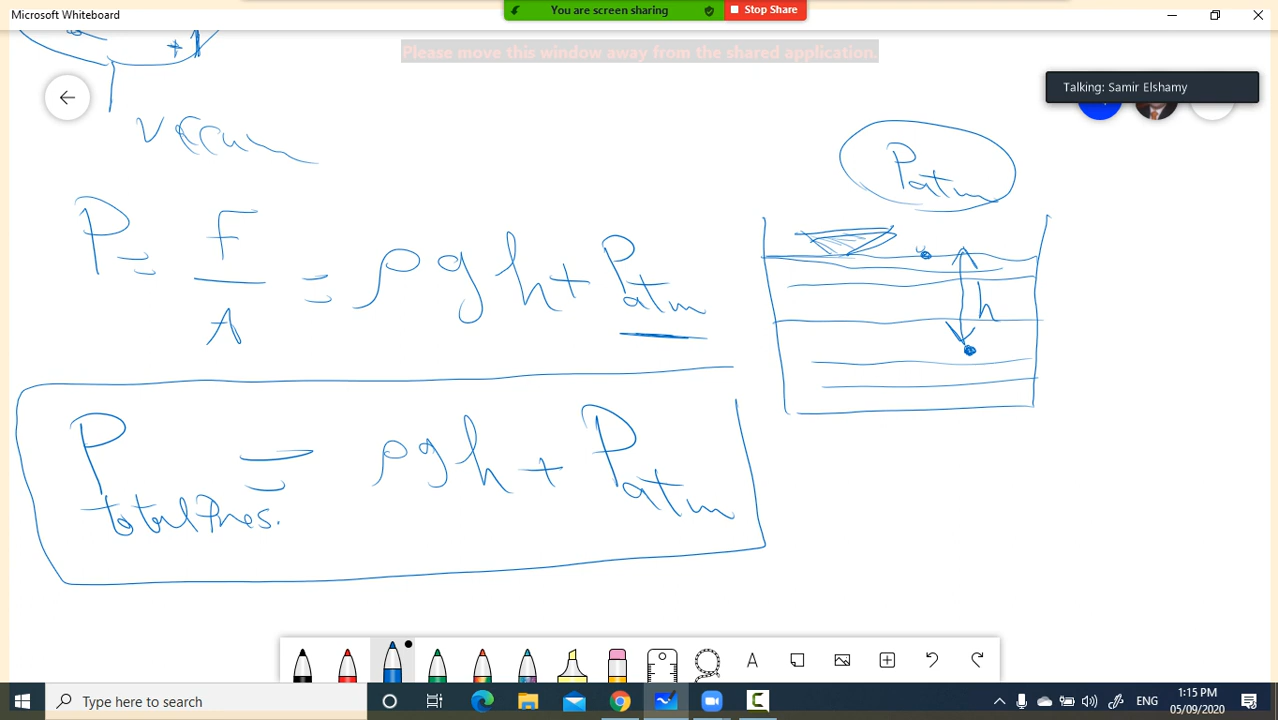 You are screen sharing
Stop Share
Microsoft Whiteboard
Please move this window away from the shared application.
Talking: Samir Elshamy
Patm
P = F/A = ρgh + Patm
h
P total Pres. = ρgh + Patm
A
Type here to search
ENG
1:15 PM
05/09/2020